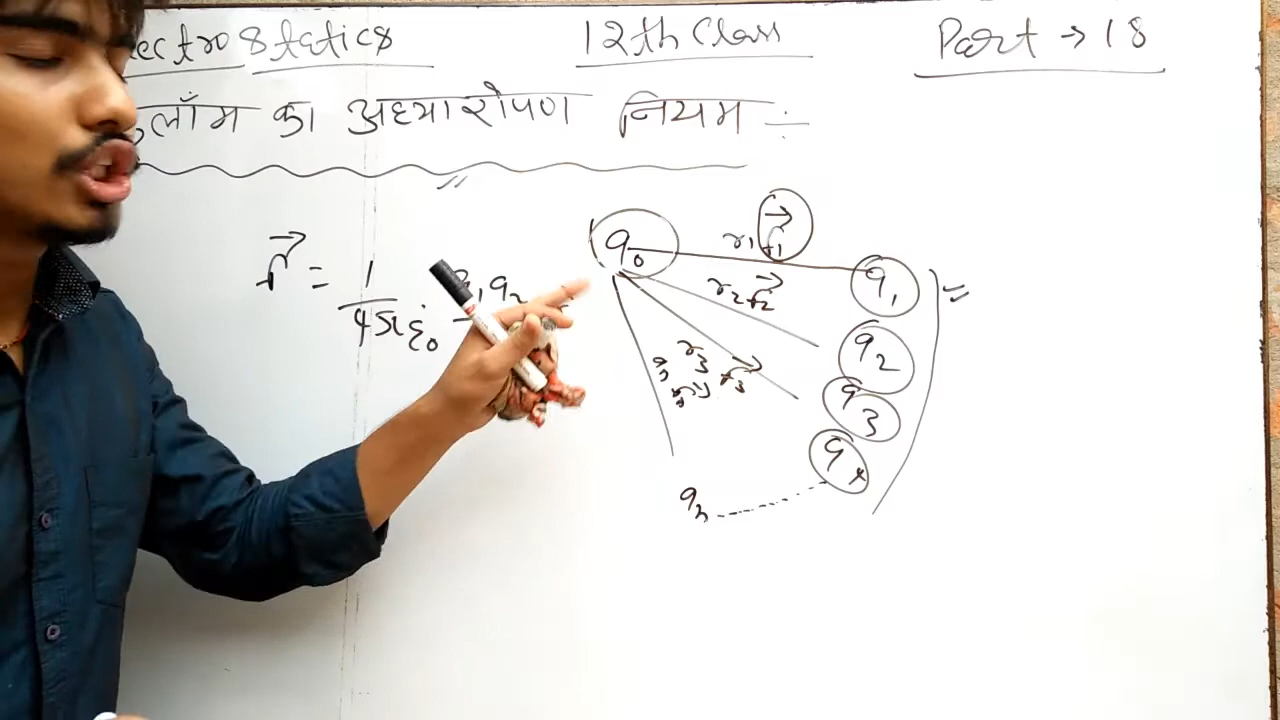 ectrostatics 12th Class Part → 18
ुलॉम का अध्यारोपण नियम ÷
F⃗ = 1 / 4πε₀ q₁q₂
q₀ r₁ F⃗₁ q₁
r₂ F⃗₂ q₂
r₃ F⃗₃ q₃
q₄
qₙ